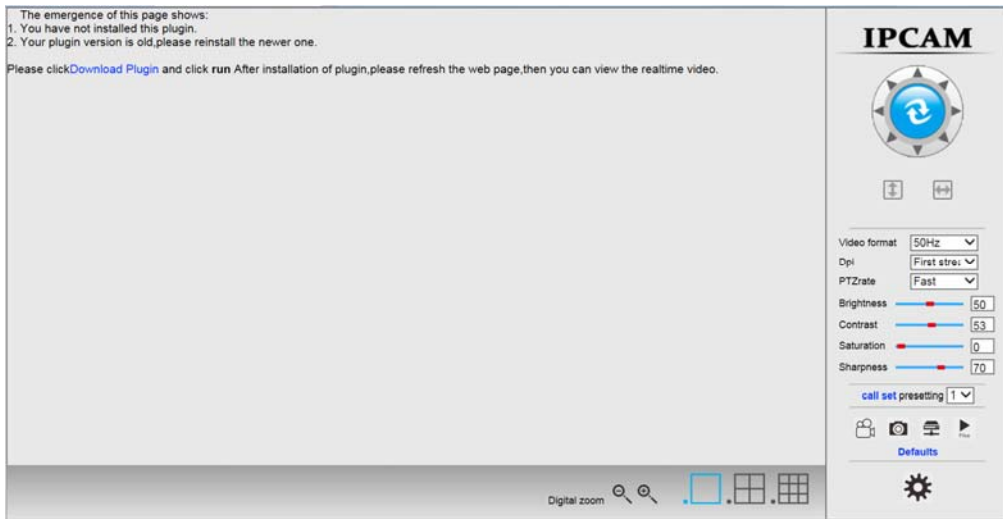 The emergence of this page shows:
1. You have not installed this plugin.
2. Your plugin version is old,please reinstall the newer one.
Please clickDownload Plugin and click run After installation of plugin,please refresh the web page,then you can view the realtime video.
IPCAM
Video format 50Hz
Dpi First stre
PTZrate Fast
Brightness 50
Contrast 53
Saturation 0
Sharpness 70
call set presetting 1
Defaults
Digital zoom